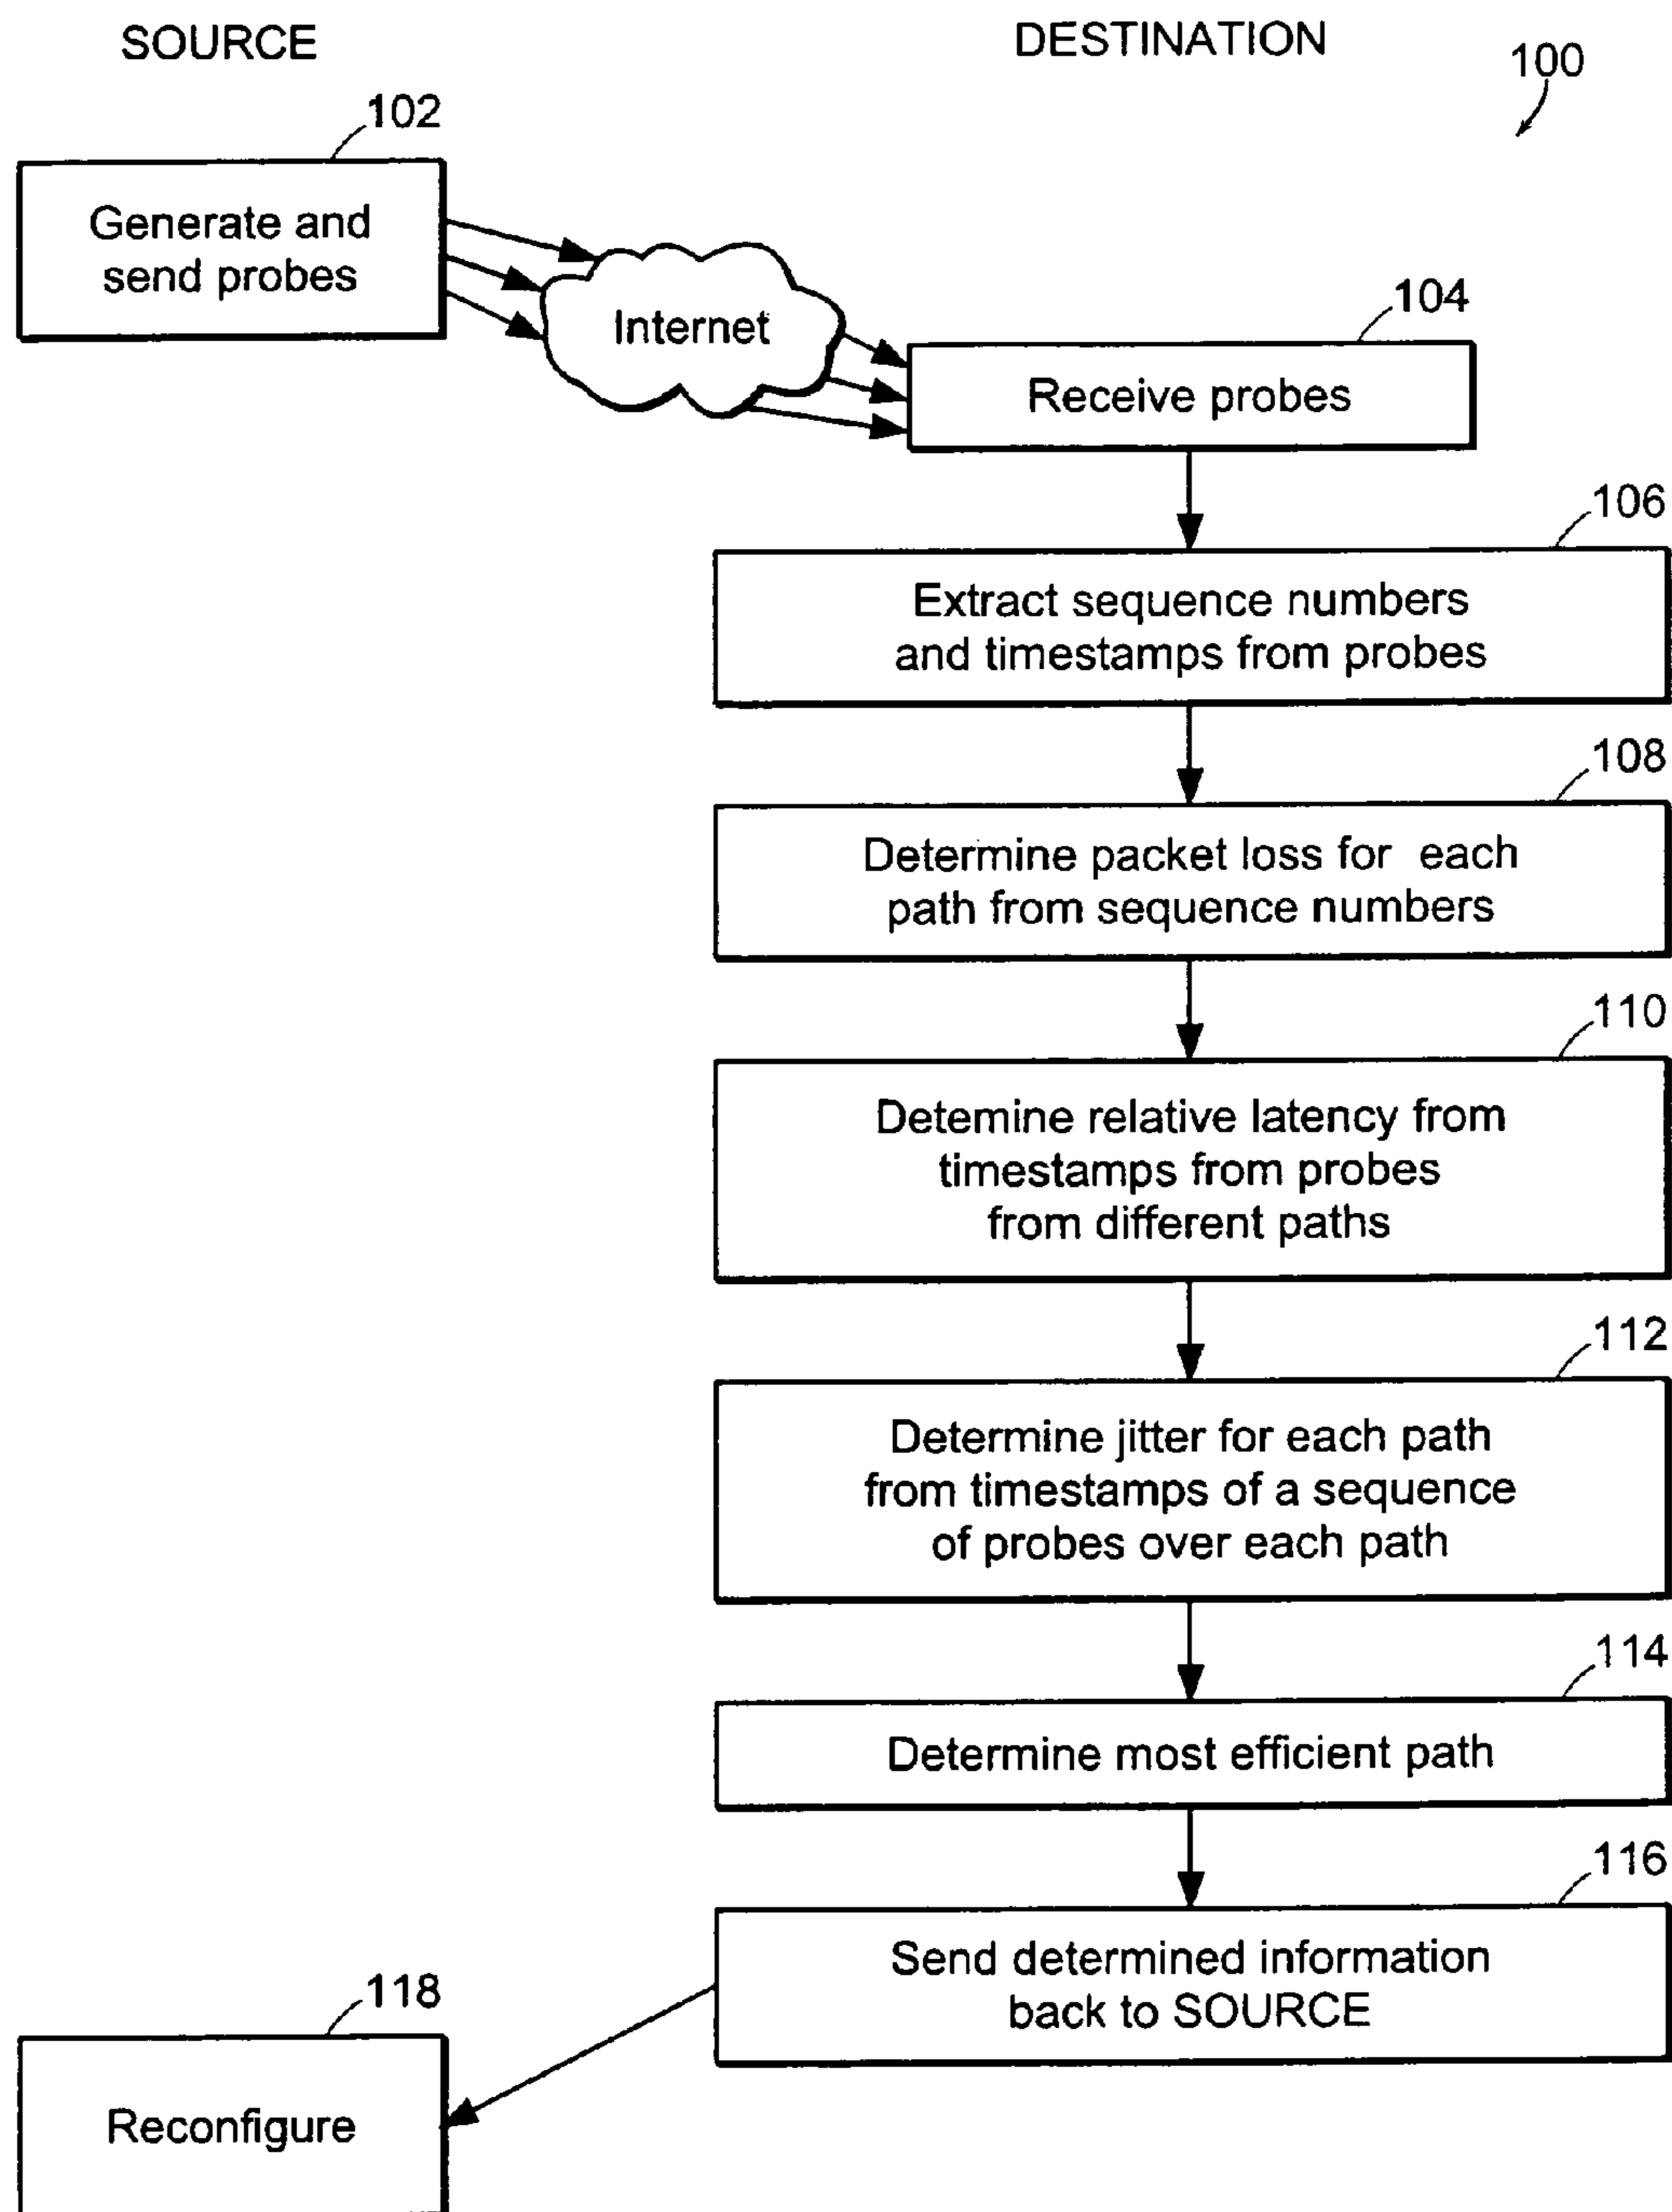 SOURCE
DESTINATION
100
102
Generate and
send probes
Internet
104
Receive probes
106
Extract sequence numbers
and timestamps from probes
108
Determine packet loss for each
path from sequence numbers
110
Detemine relative latency from
timestamps from probes
from different paths
112
Determine jitter for each path
from timestamps of a sequence
of probes over each path
114
Determine most efficient path
116
Send determined information
back to SOURCE
118
Reconfigure